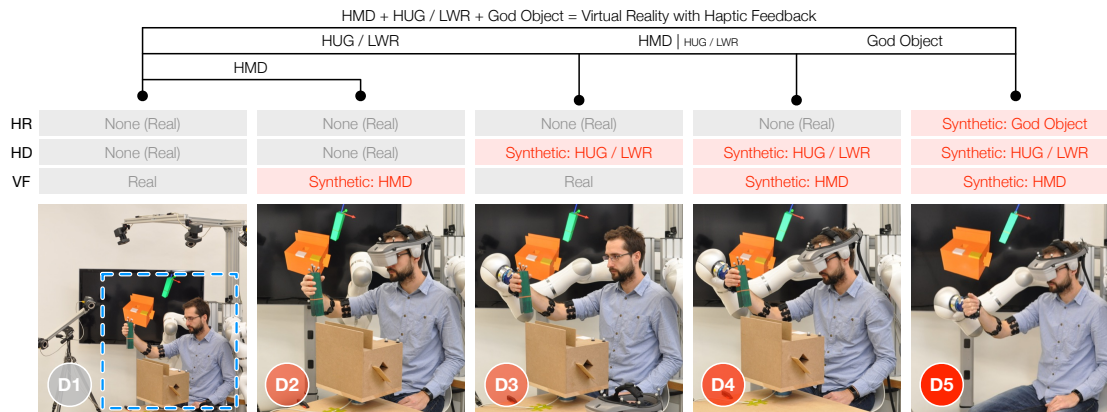 HMD + HUG / LWR + God Object = Virtual Reality with Haptic Feedback
HUG / LWR
HMD | HUG / LWR
God Object
HMD
HR None (Real) None (Real) None (Real) None (Real) Synthetic: God Object
HD None (Real) None (Real) Synthetic: HUG / LWR Synthetic: HUG / LWR Synthetic: HUG / LWR
VF Real Synthetic: HMD Real Synthetic: HMD Synthetic: HMD
D1 D2 D3 D4 D5